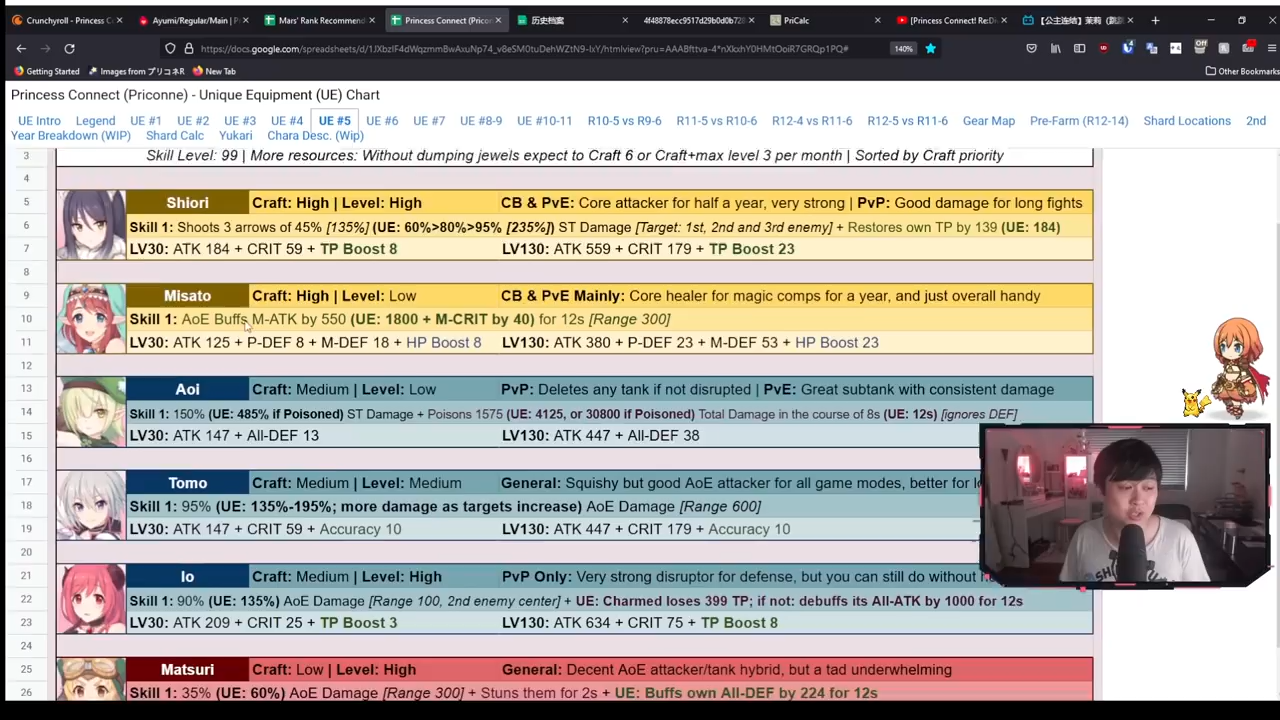 Crunchyroll - Princess C
Ayumi/Regular/Main | P
Mars' Rank Recommend
Princess Connect (Pricon
历史档案
4f48878ecc9517d29b0d0b728
PriCalc
[Princess Connect! Re:Di
【公主连结】茉莉（
140%
Getting Started
Images from プリコネR
New Tab
Other Bookmarks
Princess Connect (Priconne) - Unique Equipment (UE) Chart
UE Intro Legend UE #1 UE #2 UE #3 UE #4 UE #5 UE #6 UE #7 UE #8-9 UE #10-11 R10-5 vs R9-6 R11-5 vs R10-6 R12-4 vs R11-6 R12-5 vs R11-6 Gear Map Pre-Farm (R12-14) Shard Locations 2nd
Year Breakdown (WIP) Shard Calc Yukari Chara Desc. (Wip)
3 Skill Level: 99 | More resources: Without dumping jewels expect to Craft 6 or Craft+max level 3 per month | Sorted by Craft priority
4
5 Shiori Craft: High | Level: High CB & PvE: Core attacker for half a year, very strong | PvP: Good damage for long fights
6 Skill 1: Shoots 3 arrows of 45% [135%] (UE: 60%>80%>95% [235%]) ST Damage [Target: 1st, 2nd and 3rd enemy] + Restores own TP by 139 (UE: 184)
7 LV30: ATK 184 + CRIT 59 + TP Boost 8 LV130: ATK 559 + CRIT 179 + TP Boost 23
8
9 Misato Craft: High | Level: Low CB & PvE Mainly: Core healer for magic comps for a year, and just overall handy
10 Skill 1: AoE Buffs M-ATK by 550 (UE: 1800 + M-CRIT by 40) for 12s [Range 300]
11 LV30: ATK 125 + P-DEF 8 + M-DEF 18 + HP Boost 8 LV130: ATK 380 + P-DEF 23 + M-DEF 53 + HP Boost 23
12
13 Aoi Craft: Medium | Level: Low PvP: Deletes any tank if not disrupted | PvE: Great subtank with consistent damage
14 Skill 1: 150% (UE: 485% if Poisoned) ST Damage + Poisons 1575 (UE: 4125, or 30800 if Poisoned) Total Damage in the course of 8s (UE: 12s) [ignores DEF]
15 LV30: ATK 147 + All-DEF 13 LV130: ATK 447 + All-DEF 38
16
17 Tomo Craft: Medium | Level: Medium General: Squishy but good AoE attacker for all game modes, better for
18 Skill 1: 95% (UE: 135%-195%; more damage as targets increase) AoE Damage [Range 600]
19 LV30: ATK 147 + CRIT 59 + Accuracy 10 LV130: ATK 447 + CRIT 179 + Accuracy 10
20
21 Io Craft: Medium | Level: High PvP Only: Very strong disruptor for defense, but you can still do without
22 Skill 1: 90% (UE: 135%) AoE Damage [Range 100, 2nd enemy center] + UE: Charmed loses 399 TP; if not: debuffs its All-ATK by 1000 for 12s
23 LV30: ATK 209 + CRIT 25 + TP Boost 3 LV130: ATK 634 + CRIT 75 + TP Boost 8
24
25 Matsuri Craft: Low | Level: High General: Decent AoE attacker/tank hybrid, but a tad underwhelming
26 Skill 1: 35% (UE: 60%) AoE Damage [Range 300] + Stuns them for 2s + UE: Buffs own All-DEF by 224 for 12s